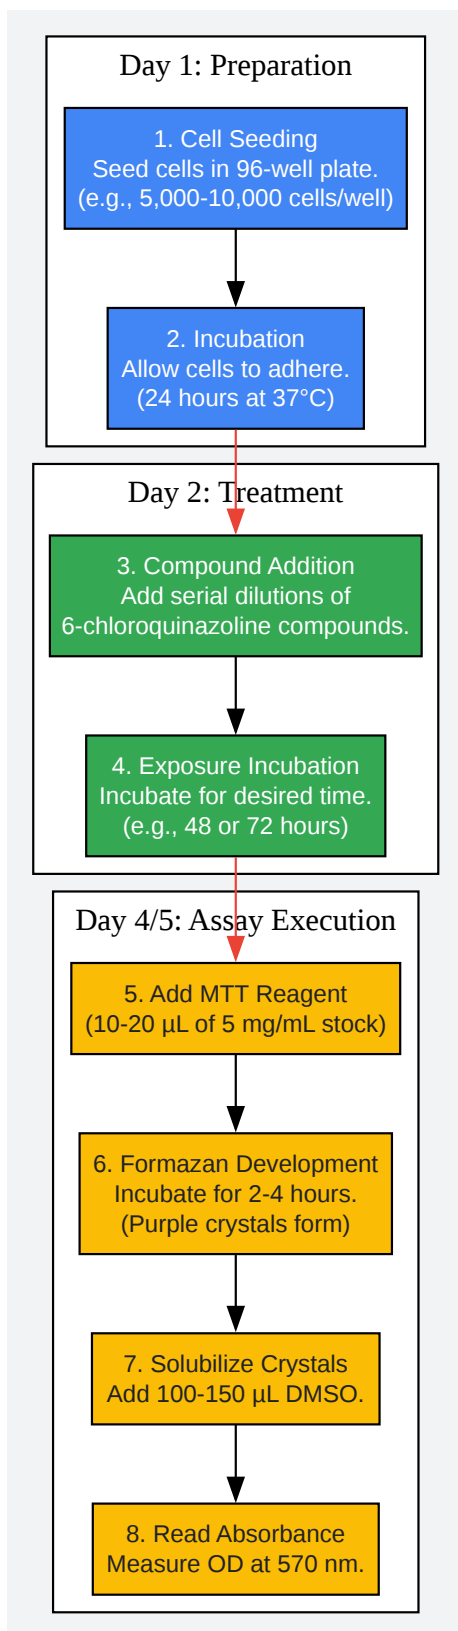 Day 1: Preparation
1. Cell Seeding
Seed cells in 96-well plate.
(e.g., 5,000-10,000 cells/well)
2. Incubation
Allow cells to adhere.
(24 hours at 37°C)
Day 2: Treatment
3. Compound Addition
Add serial dilutions of
6-chloroquinazoline compounds.
4. Exposure Incubation
Incubate for desired time.
(e.g., 48 or 72 hours)
Day 4/5: Assay Execution
5. Add MTT Reagent
(10-20 µL of 5 mg/mL stock)
6. Formazan Development
Incubate for 2-4 hours.
(Purple crystals form)
7. Solubilize Crystals
Add 100-150 µL DMSO.
8. Read Absorbance
Measure OD at 570 nm.